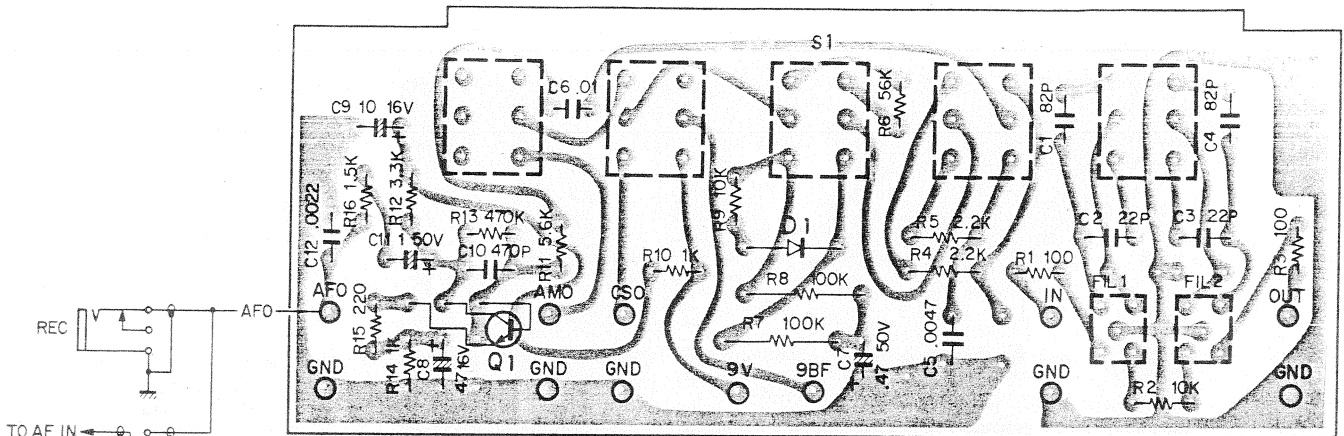 S1
C6 .01
R6 56K
C1 82P
C4 82P
C9 10 16V
R16 1.5K
R12 3.3K
C12 .0022
R13 470K
C11 1 50V
C10 470P
R11 5.6K
R9 10K
D1
R5 2.2K
R4 2.2K
C2 22P
C3 22P
R3 100
R10 1K
R8 100K
R1 100
FIL1
FIL2
AFO
AFO
AMO
CSO
IN
OUT
REC
R15 220
R14 1K
C8 47 16V
Q1
R7 100K
C7 .47 50V
C5 .0047
GND
GND
GND
9V
9BF
GND
GND
R2 10K
TO AF IN